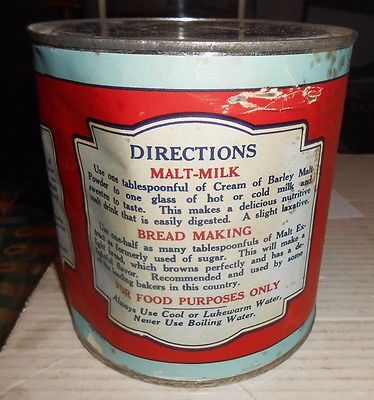 DIRECTIONS
MALT-MILK
Use one tablespoonful of Cream of Barley Malt
Powder to one glass of hot or cold milk and
sweeten to taste. This makes a delicious nutritive
malt drink that is easily digested. A slight laxative.
BREAD MAKING
Use one-half as many tablespoonfuls of Malt Ex-
tract as formerly used of sugar. This will make a
light bread, which browns perfectly and has a de-
lightful flavor. Recommended and used by some
leading bakers in this country.
FOR FOOD PURPOSES ONLY
Always Use Cool or Lukewarm Water,
Never Use Boiling Water.